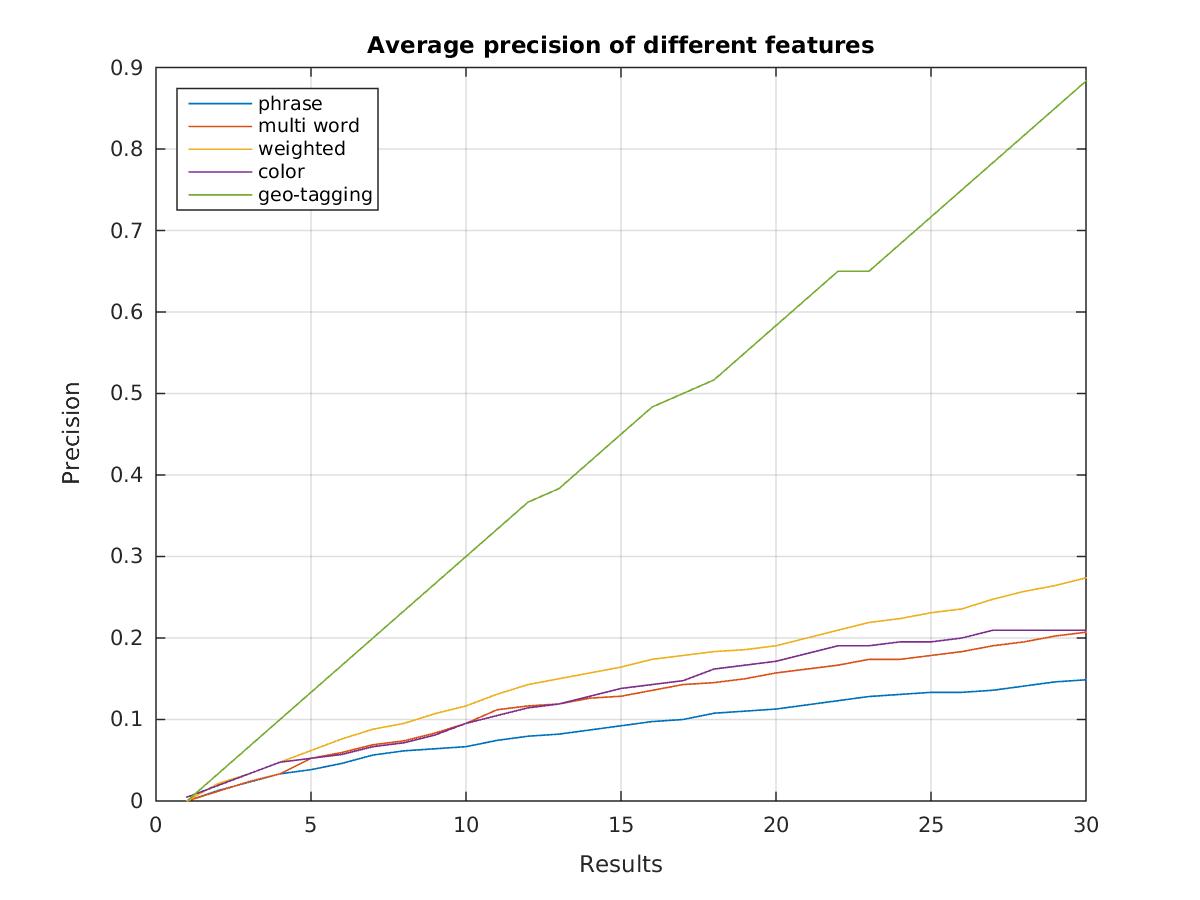 Average precision of different features
0.9
0.8
0.7
0.6
0.5
0.4
0.3
0.2
0.1
0
Precision
phrase
multi word
weighted
color
geo-tagging
0 5 10 15 20 25 30
Results